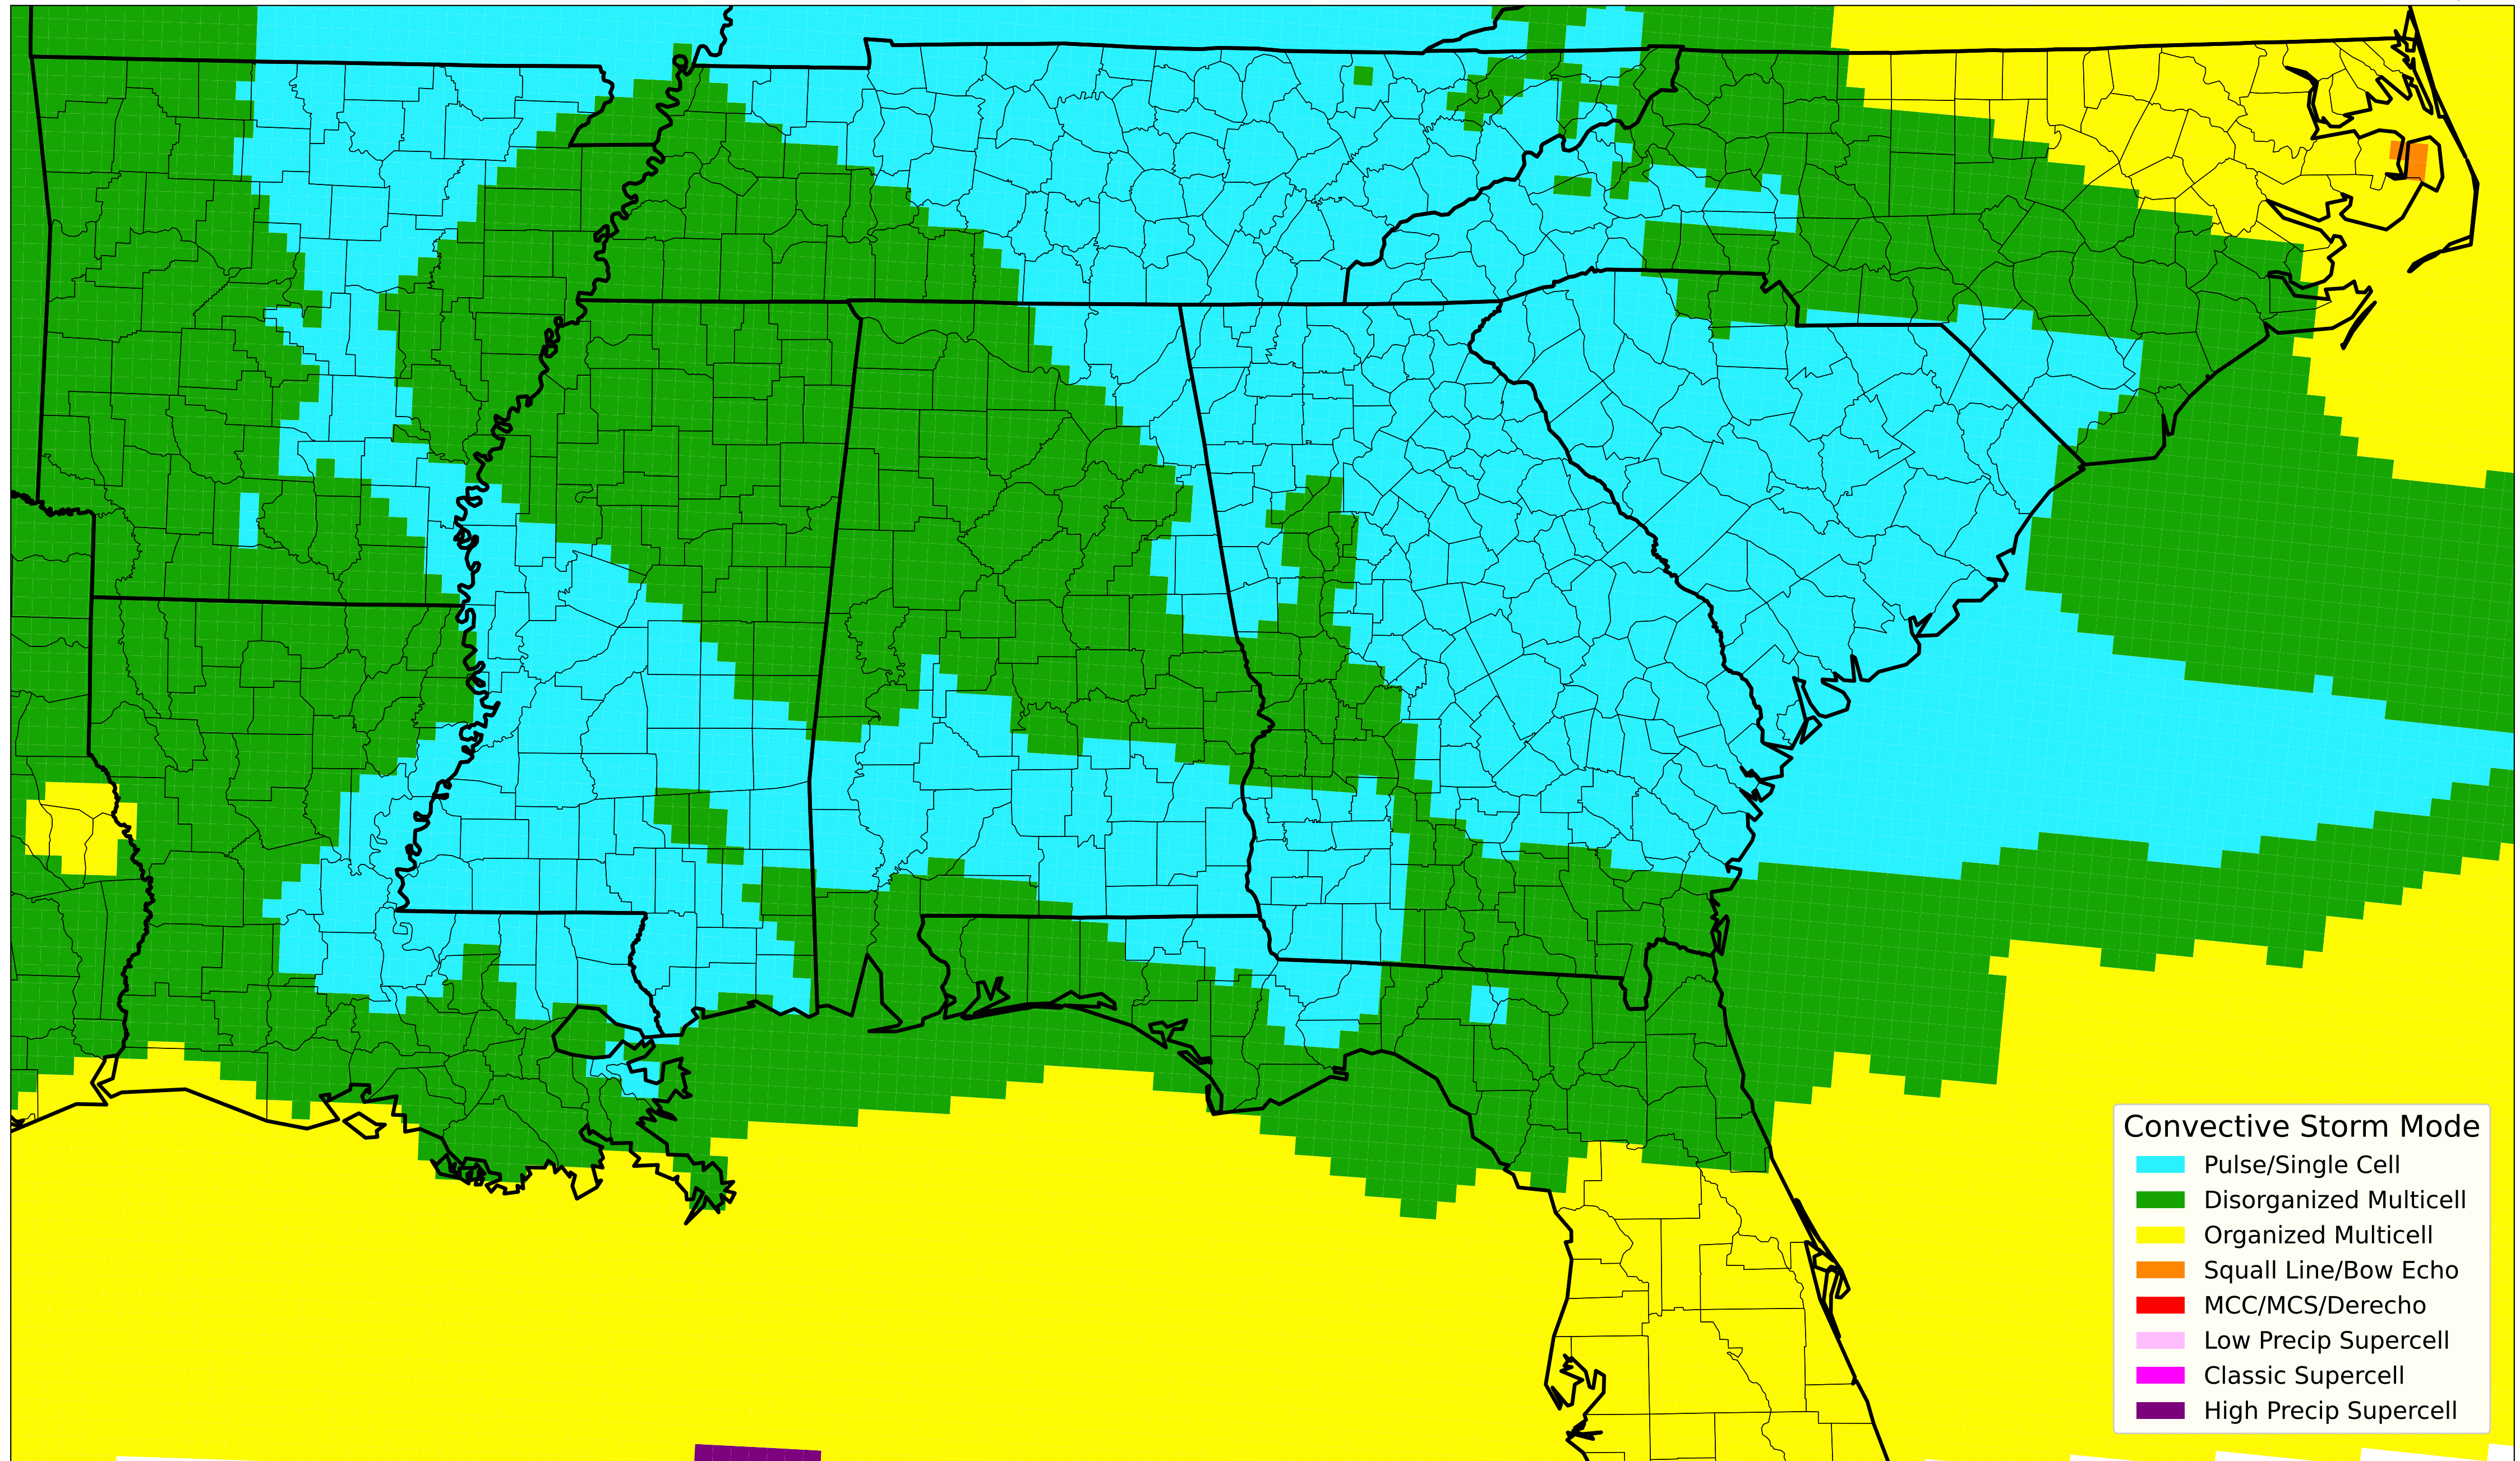 Convective Storm Mode
Pulse/Single Cell
Disorganized Multicell
Organized Multicell
Squall Line/Bow Echo
MCC/MCS/Derecho
Low Precip Supercell
Classic Supercell
High Precip Supercell